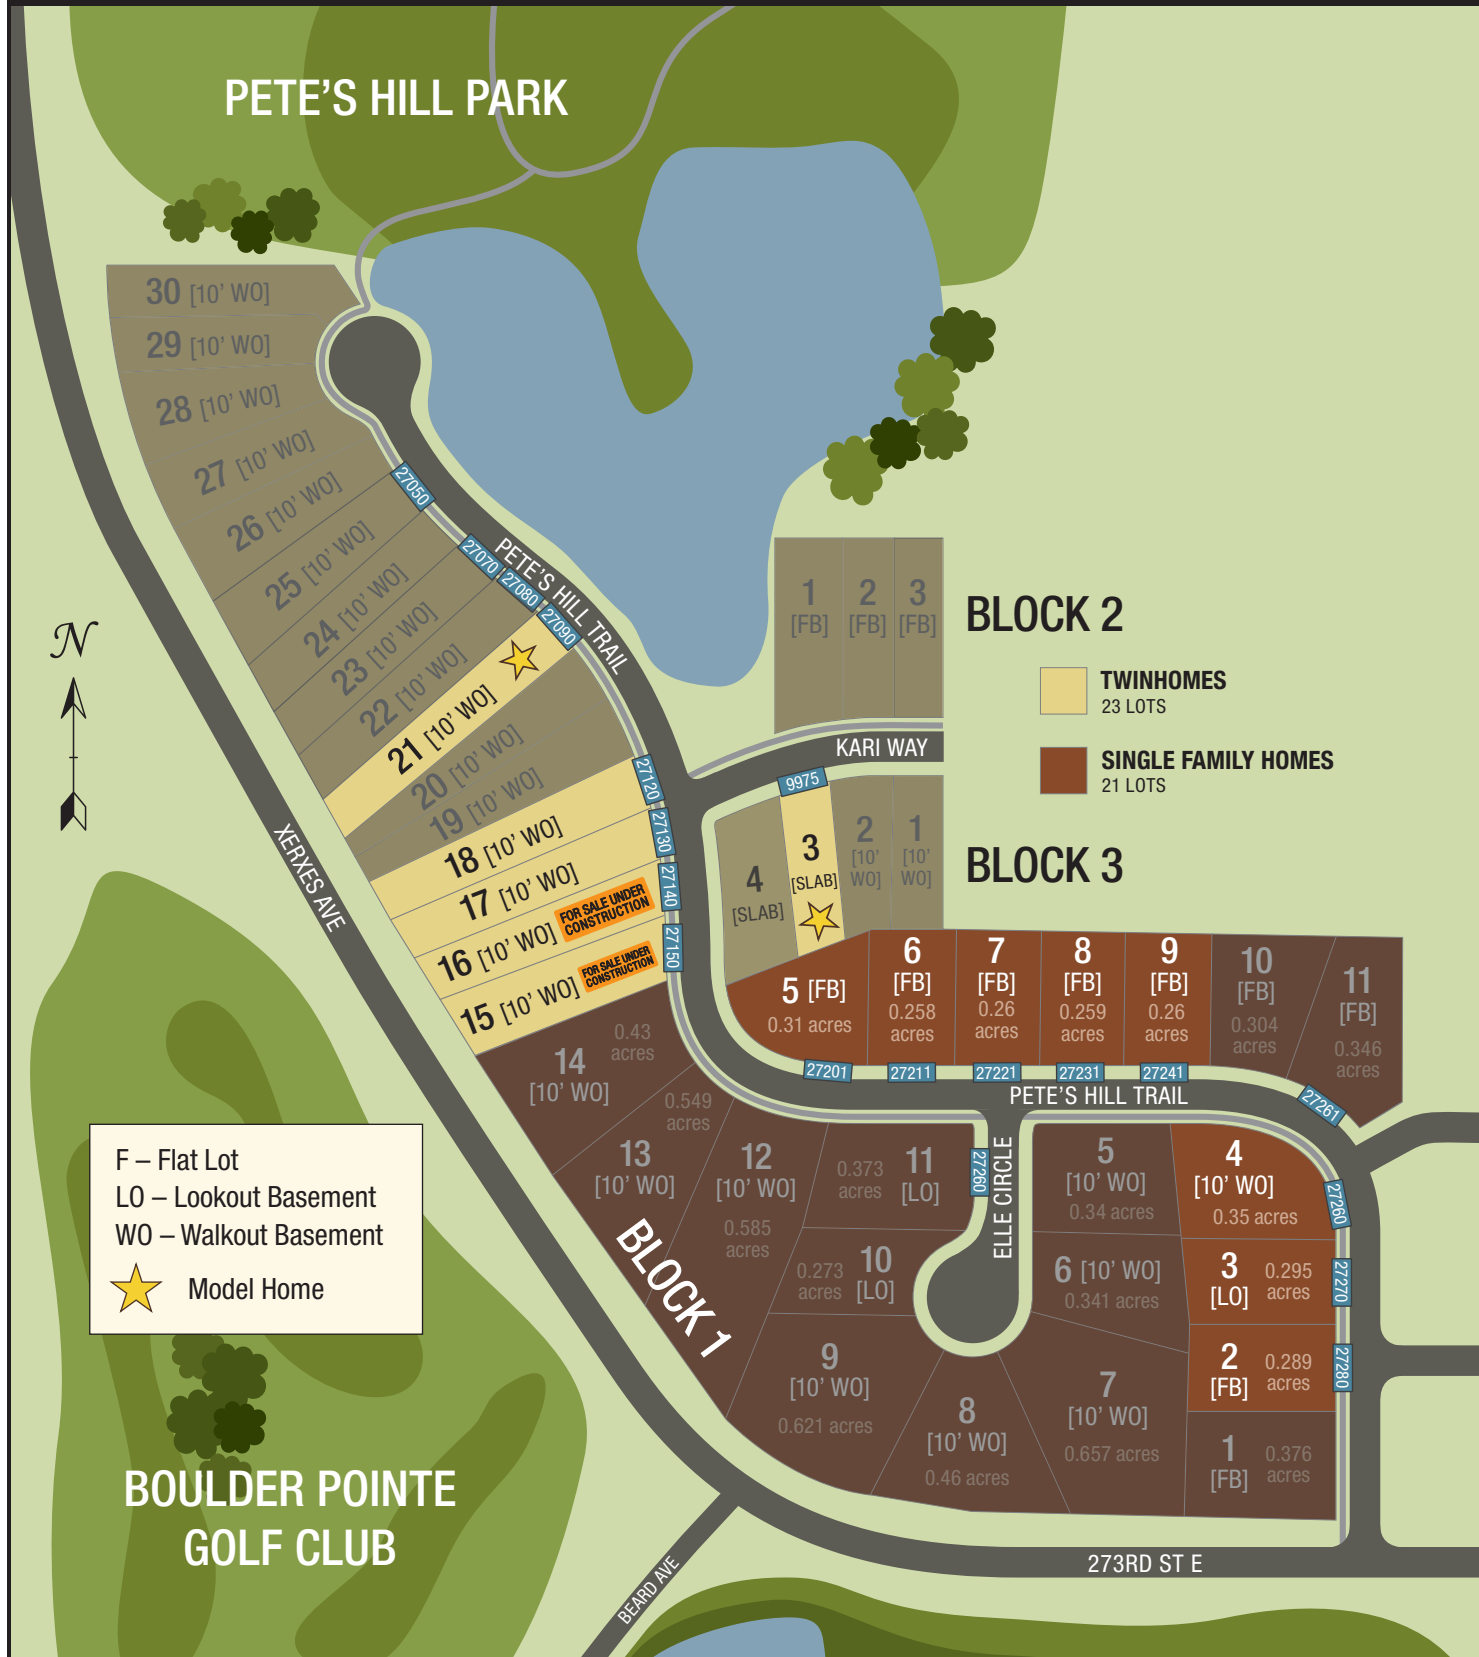 PETE'S HILL PARK
30 [10' WO]
29 [10' WO]
28 [10' WO]
27 [10' WO]
26 [10' WO]
25 [10' WO]
24 [10' WO]
23 [10' WO]
22 [10' WO]
21 [10' WO]
20 [10' WO]
19 [10' WO]
18 [10' WO]
17 [10' WO]
16 [10' WO]
FOR SALE UNDER
CONSTRUCTION
15 [10' WO]
FOR SALE UNDER
CONSTRUCTION
27050
27070
27080
27090
PETE'S HILL TRAIL
27120
27130
27140
27150
1
[FB]
2
[FB]
3
[FB]
BLOCK 2
TWINHOMES
23 LOTS
SINGLE FAMILY HOMES
21 LOTS
KARI WAY
9975
4
[SLAB]
3
[SLAB]
2
[10'
WO]
1
[10'
WO]
BLOCK 3
N
XERXES AVE
5 [FB]
0.31 acres
6
[FB]
0.258
acres
7
[FB]
0.26
acres
8
[FB]
0.259
acres
9
[FB]
0.26
acres
10
[FB]
0.304
acres
11
[FB]
0.346
acres
27201
27211
27221
27231
27241
27261
PETE'S HILL TRAIL
14
[10' WO]
0.43
acres
13
[10' WO]
0.549
acres
12
[10' WO]
0.585
acres
11
[LO]
0.373
acres
10
[LO]
0.273
acres
9
[10' WO]
0.621 acres
8
[10' WO]
0.46 acres
7
[10' WO]
0.657 acres
6 [10' WO]
0.341 acres
5
[10' WO]
0.34 acres
4
[10' WO]
0.35 acres
3
[LO]
0.295
acres
2
[FB]
0.289
acres
1
[FB]
0.376
acres
27260
ELLE CIRCLE
27260
27270
27280
BLOCK 1
F – Flat Lot
LO – Lookout Basement
WO – Walkout Basement
Model Home
BOULDER POINTE
GOLF CLUB
BEARD AVE
273RD ST E